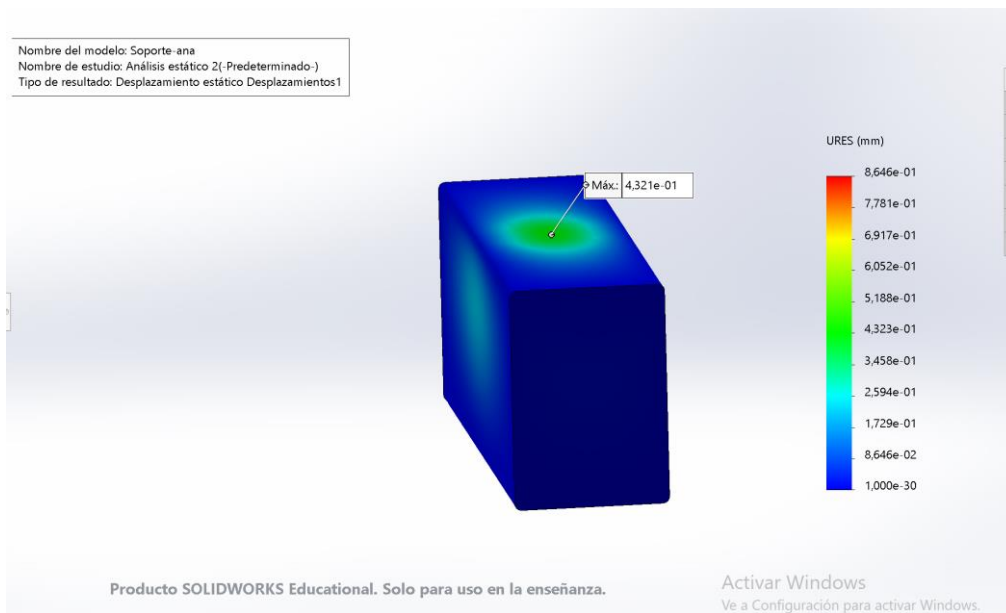 Nombre del modelo: Soporte-ana
Nombre de estudio: Análisis estático 2(-Predeterminado-)
Tipo de resultado: Desplazamiento estático Desplazamientos1
URES (mm)
8,646e-01
Máx.: 4,321e-01
7,781e-01
6,917e-01
6,052e-01
5,188e-01
4,323e-01
3,458e-01
2,594e-01
1,729e-01
8,646e-02
1,000e-30
Producto SOLIDWORKS Educational. Solo para uso en la enseñanza.
Activar Windows
Ve a Configuración para activar Windows.